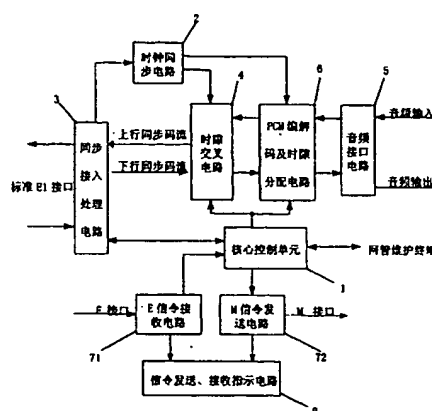 2
时钟同
步电路
4
6
5
3
上行同步码流
下行同步码流
同步
接入
处理
电路
时隙
交叉
电路
PCM编解
码及时隙
分配电路
音频
接口
电路
音频输入
音频输出
标准E1接口
核心控制单元
网管维护终端
1
E接口
E信令接
收电路
M信令发
送电路
M 接口
71
72
信令发送、接收指示电路